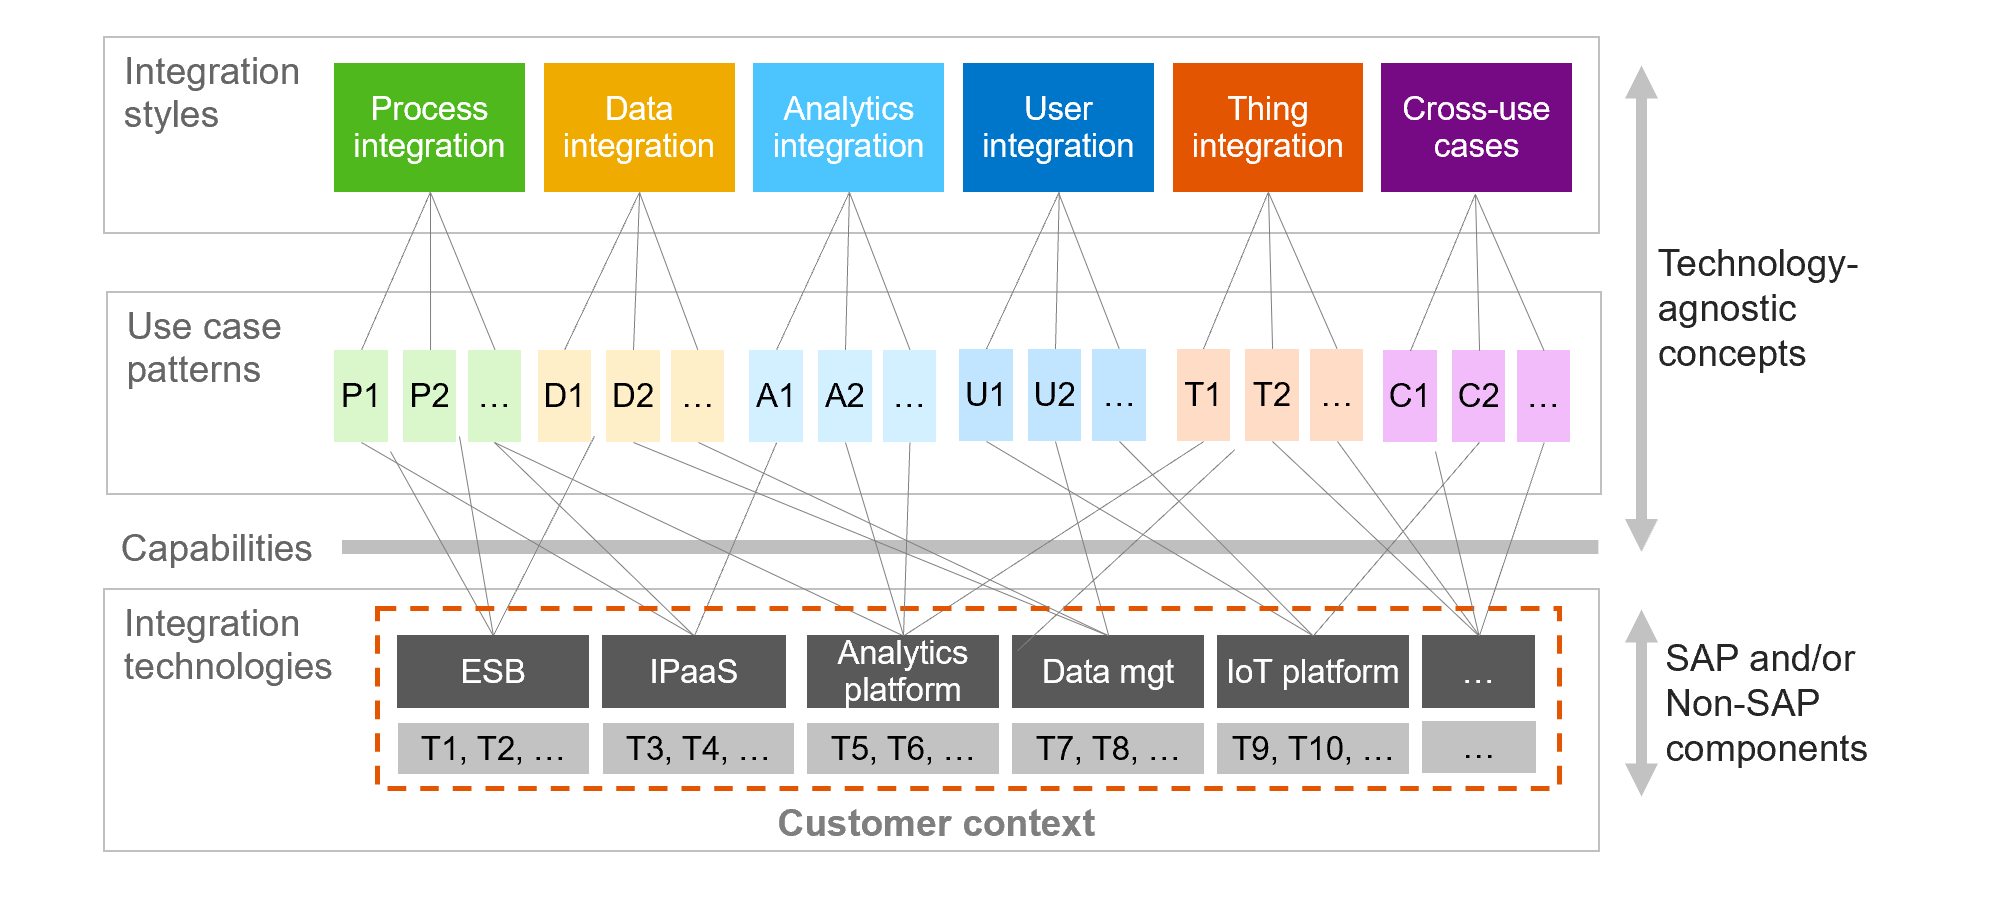 Integration
styles
Process
integration
Data
integration
Analytics
integration
User
integration
Thing
integration
Cross-use
cases
Technology-
agnostic
concepts
Use case
patterns
P1
P2
…
D1
D2
…
A1
A2
…
U1
U2
…
T1
T2
…
C1
C2
…
Capabilities
Integration
technologies
ESB
IPaaS
Analytics
platform
Data mgt
IoT platform
…
T1, T2, …
T3, T4, …
T5, T6, …
T7, T8, …
T9, T10, …
…
Customer context
SAP and/or
Non-SAP
components